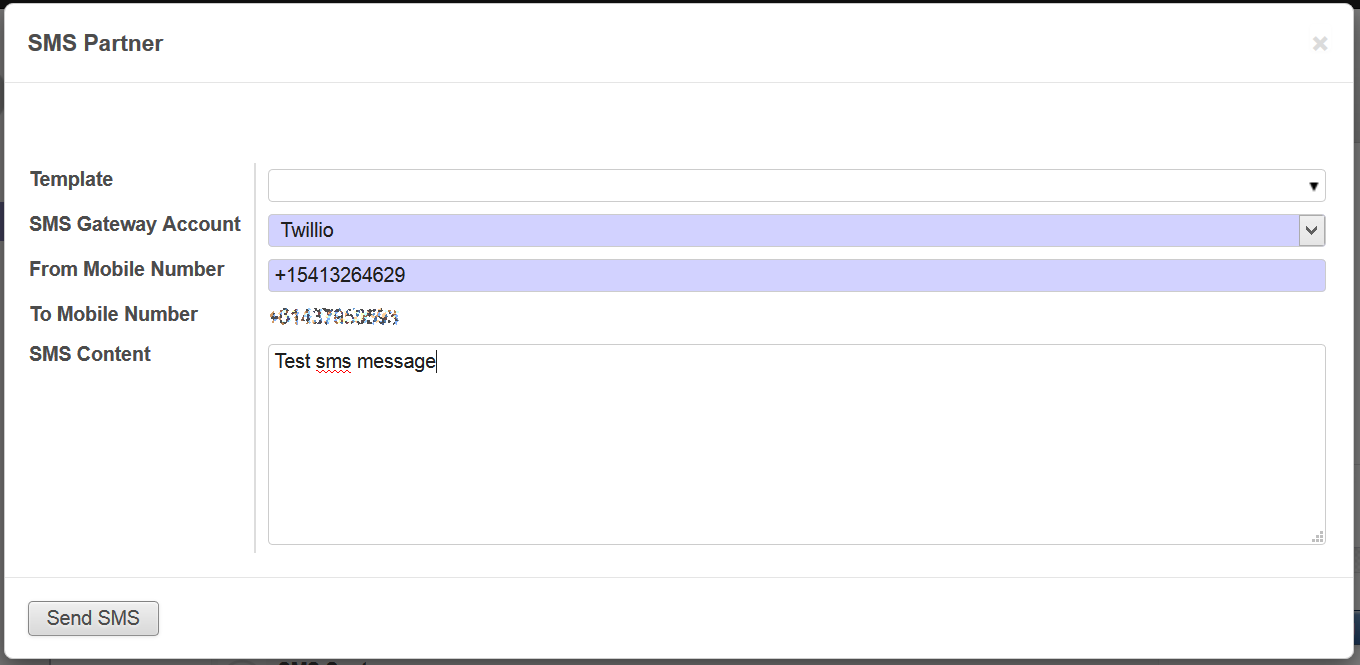 SMS Partner
Template
SMS Gateway Account
Twillio
From Mobile Number
+15413264629
To Mobile Number
SMS Content
Test sms message
Send SMS